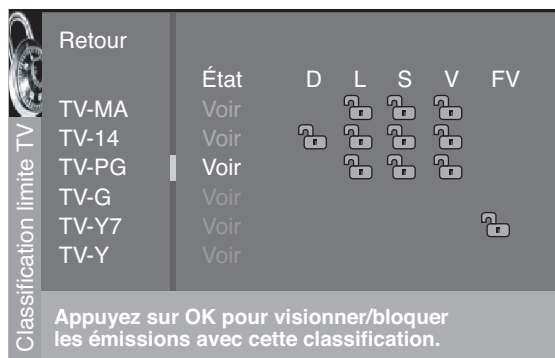 Retour
État D L S V FV
TV-MA Voir
TV-14 Voir
TV-PG Voir
TV-G Voir
TV-Y7 Voir
TV-Y Voir
Classification limite TV
Appuyez sur OK pour visionner/bloquer
les émissions avec cette classification.